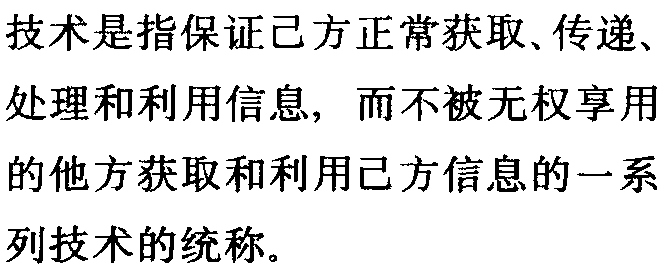 技术是指保证己方正常获取、传递、
处理和利用信息，而不被无权享用
的他方获取和利用己方信息的一系
列技术的统称。